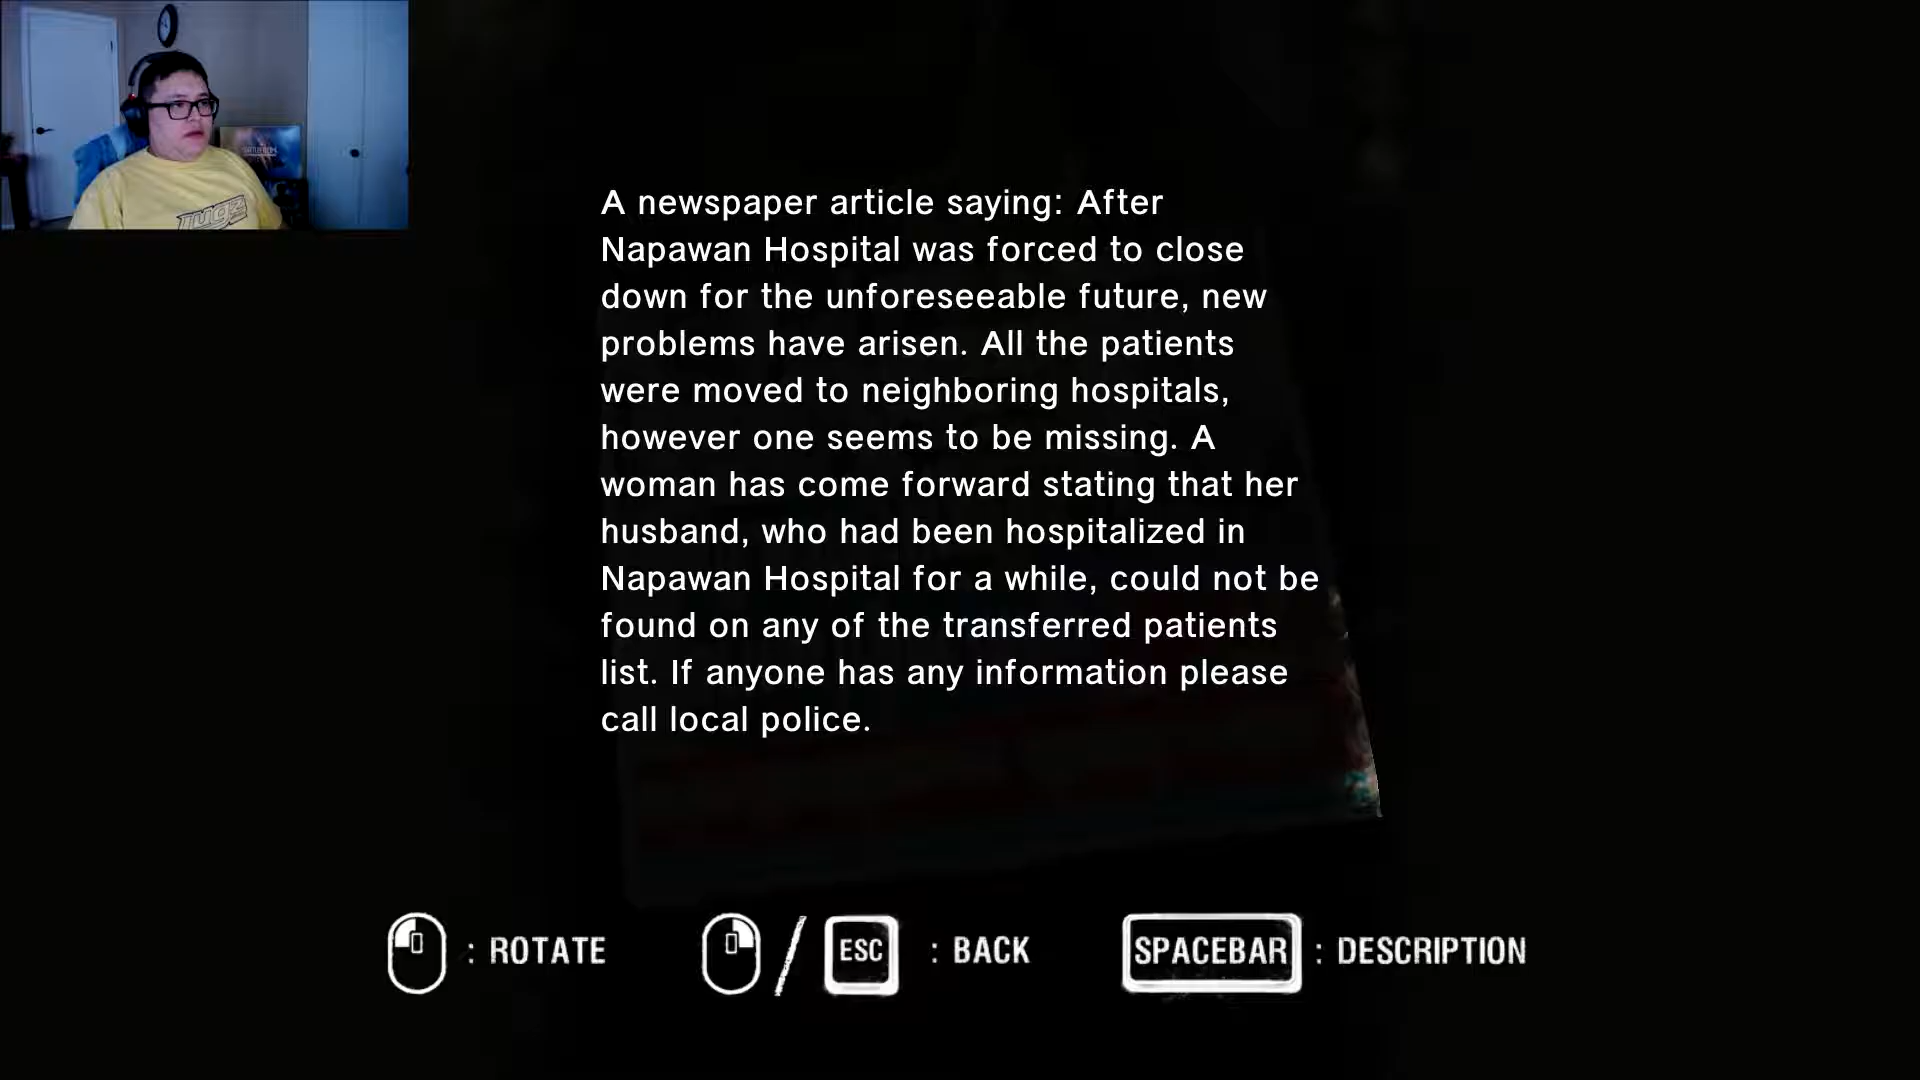 A newspaper article saying: After
Napawan Hospital was forced to close
down for the unforeseeable future, new
problems have arisen. All the patients
were moved to neighboring hospitals,
however one seems to be missing. A
woman has come forward stating that her
husband, who had been hospitalized in
Napawan Hospital for a while, could not be
found on any of the transferred patients
list. If anyone has any information please
call local police.
: ROTATE
/ ESC : BACK
SPACEBAR : DESCRIPTION